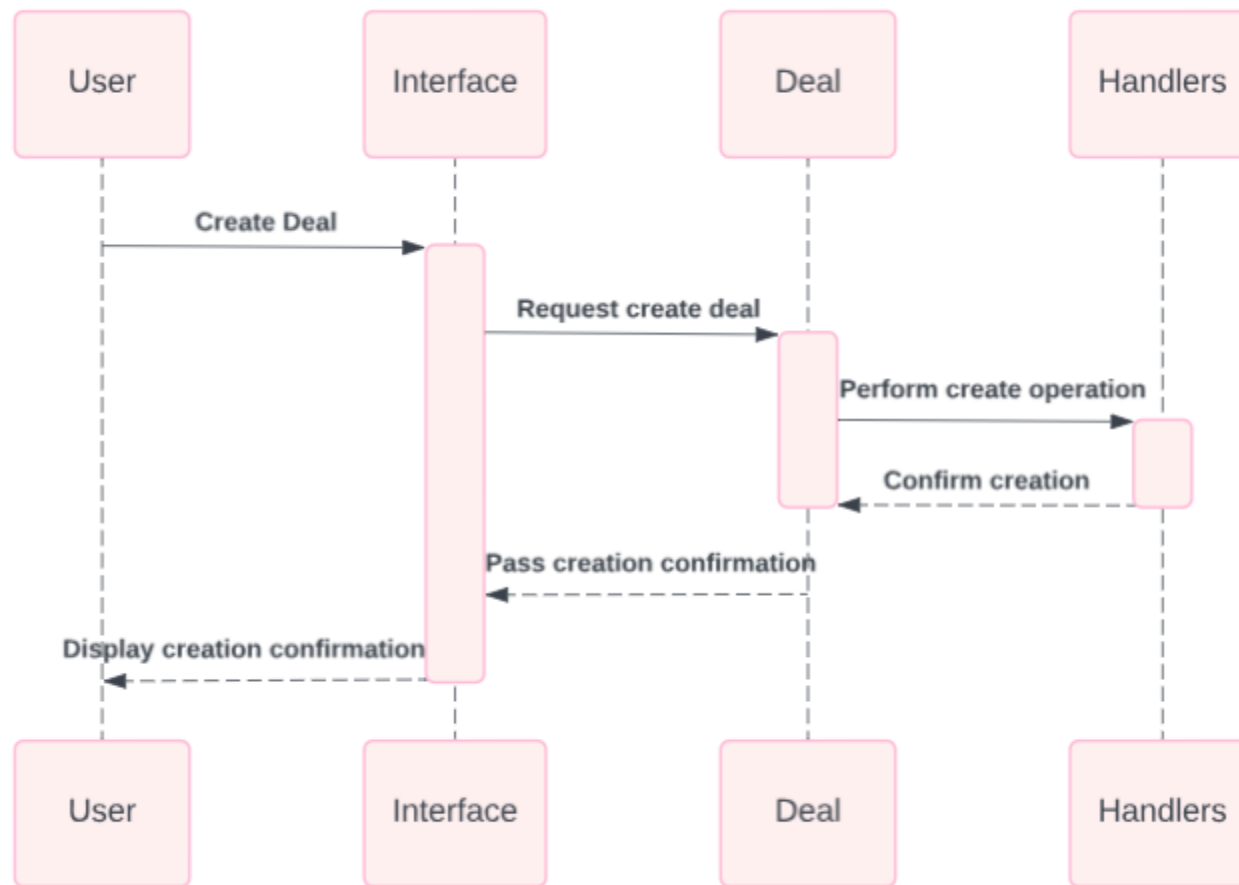 User
Interface
Deal
Handlers
Create Deal
Request create deal
Perform create operation
Confirm creation
Pass creation confirmation
Display creation confirmation
User
Interface
Deal
Handlers